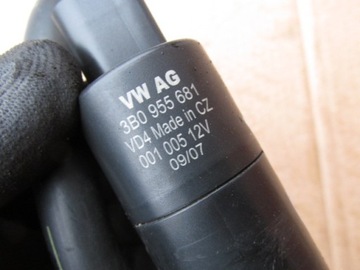 VW AG
3B0 955 681
VD4 Made in CZ
001 005 12V
09/07